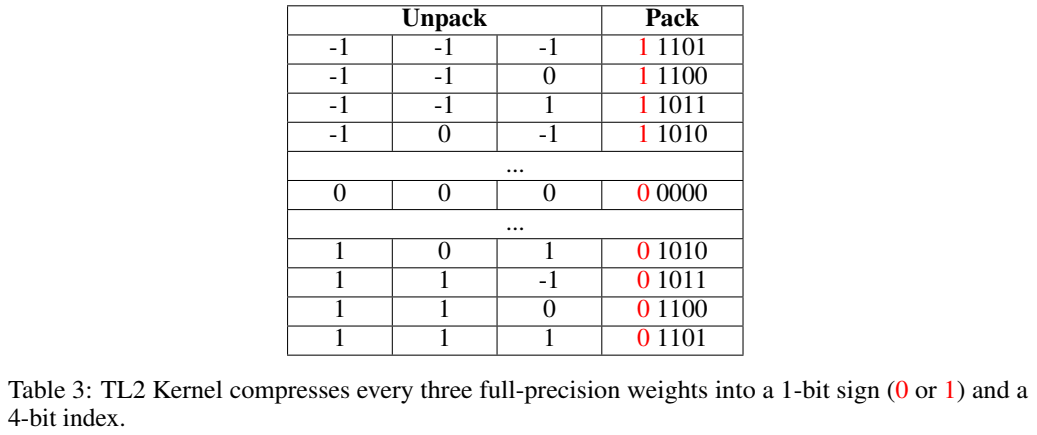 Unpack Pack
-1 -1 -1 1 1101
-1 -1 0 1 1100
-1 -1 1 1 1011
-1 0 -1 1 1010
...
0 0 0 0 0000
...
1 0 1 0 1010
1 1 -1 0 1011
1 1 0 0 1100
1 1 1 0 1101
Table 3: TL2 Kernel compresses every three full-precision weights into a 1-bit sign (0 or 1) and a
4-bit index.